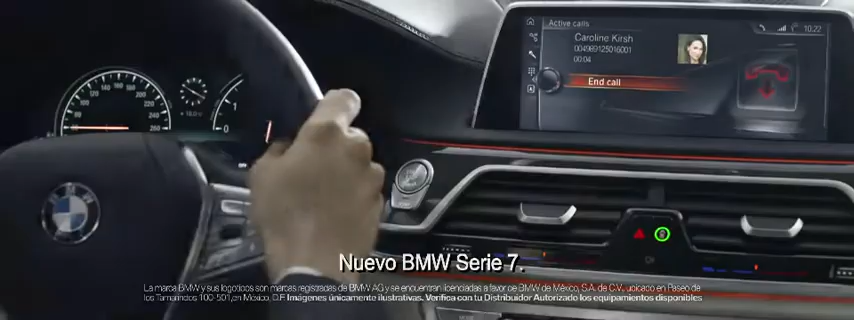 Active calls
10:22
Caroline Kirsh
004989125016001
00:04
End call
BMW
Nuevo BMW Serie 7.
La marca BMW y sus logotipos son marcas registradas de BMW AG y se encuentran licenciadas a favor de BMW de México, S.A. de C.V., ubicado en Paseo de
los Tamarindos 100-501, en México, D.F. Imágenes únicamente ilustrativas. Verifica con tu Distribuidor Autorizado los equipamientos disponibles